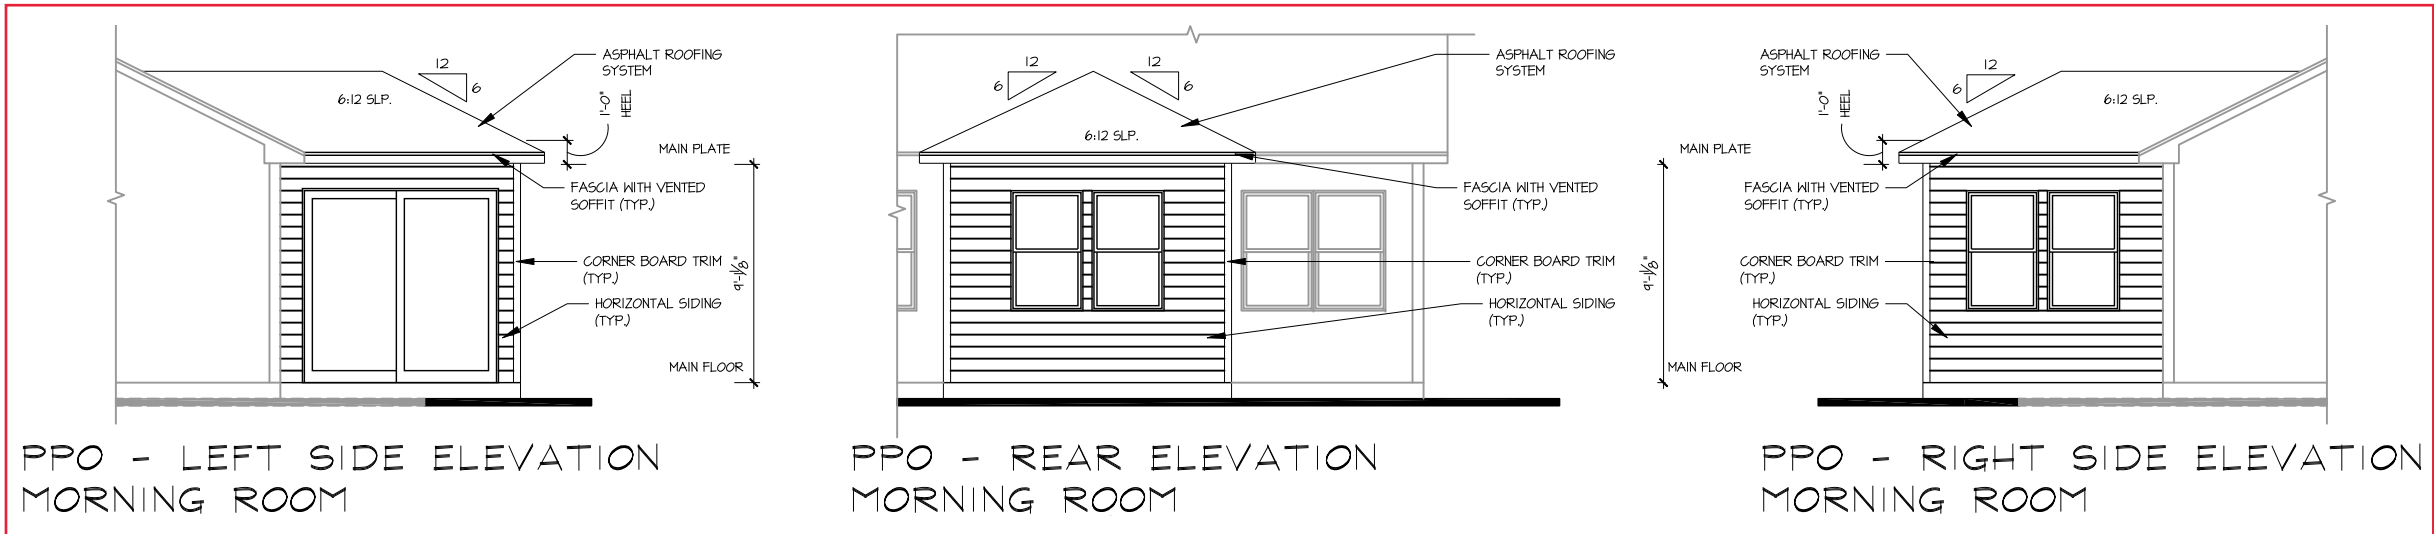 12
6
6:12 SLP.
ASPHALT ROOFING
SYSTEM
1'-0"
HEEL
MAIN PLATE
FASCIA WITH VENTED
SOFFIT (TYP.)
CORNER BOARD TRIM
(TYP.)
9'-1⅛"
HORIZONTAL SIDING
(TYP.)
MAIN FLOOR
PPO - LEFT SIDE ELEVATION
MORNING ROOM
12
6
12
6
6:12 SLP.
ASPHALT ROOFING
SYSTEM
FASCIA WITH VENTED
SOFFIT (TYP.)
CORNER BOARD TRIM
(TYP.)
HORIZONTAL SIDING
(TYP.)
PPO - REAR ELEVATION
MORNING ROOM
ASPHALT ROOFING
SYSTEM
12
6
6:12 SLP.
1'-0"
HEEL
MAIN PLATE
FASCIA WITH VENTED
SOFFIT (TYP.)
9'-1⅛"
CORNER BOARD TRIM
(TYP.)
HORIZONTAL SIDING
(TYP.)
MAIN FLOOR
PPO - RIGHT SIDE ELEVATION
MORNING ROOM